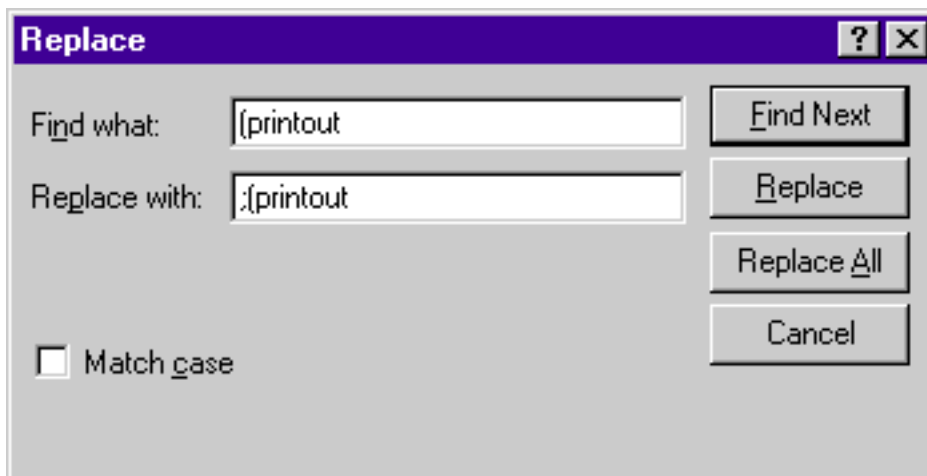 Replace
Find what: (printout
Find Next
Replace with: ;(printout
Replace
Replace All
Cancel
Match case